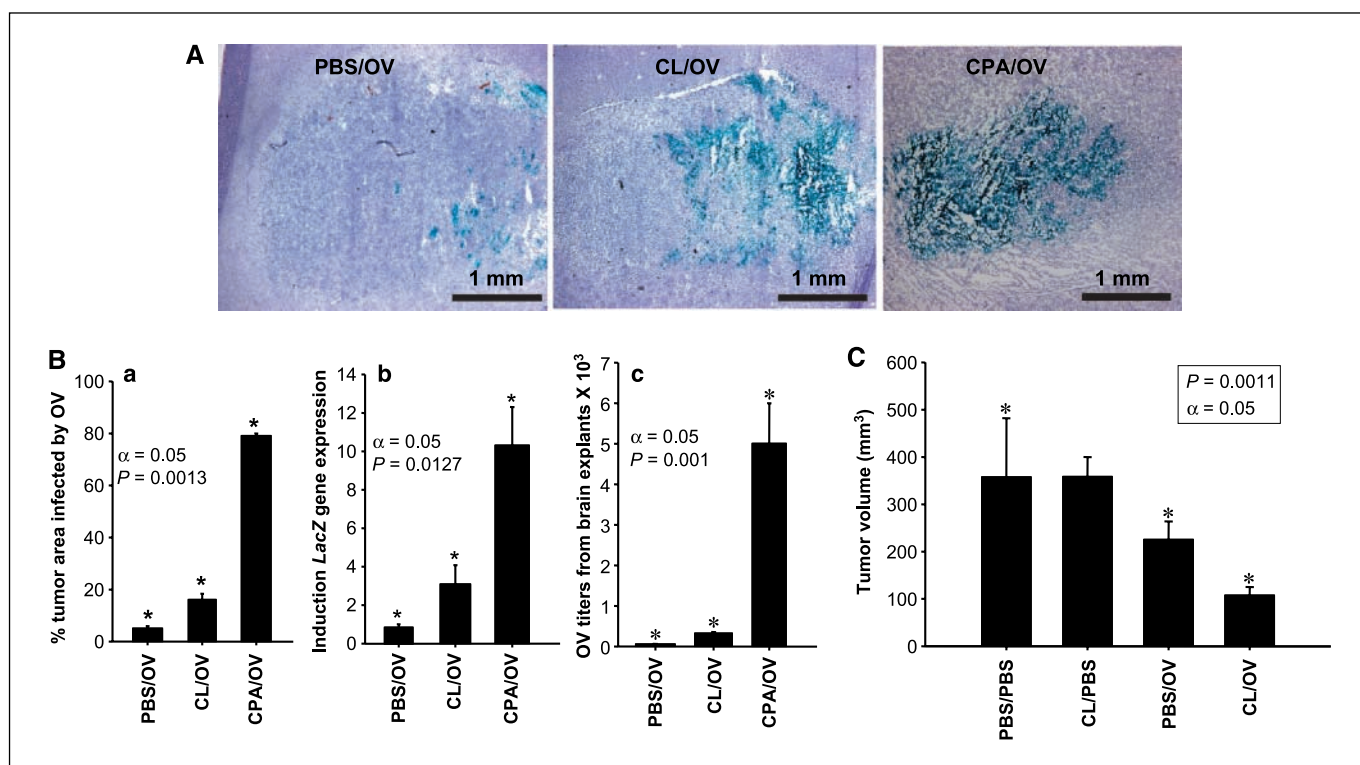 A
PBS/OV
CL/OV
CPA/OV
1 mm
1 mm
1 mm
B
a
% tumor area infected by OV
100
80
60
40
20
0
α = 0.05
P = 0.0013
*
*
*
PBS/OV
CL/OV
CPA/OV
b
Induction LacZ gene expression
14
12
10
8
6
4
2
0
α = 0.05
P = 0.0127
*
*
*
PBS/OV
CL/OV
CPA/OV
c
OV titers from brain explants X 10³
7
6
5
4
3
2
1
0
α = 0.05
P = 0.001
*
*
*
PBS/OV
CL/OV
CPA/OV
C
Tumor volume (mm³)
600
500
400
300
200
100
0
P = 0.0011
α = 0.05
*
*
*
PBS/PBS
CL/PBS
PBS/OV
CL/OV